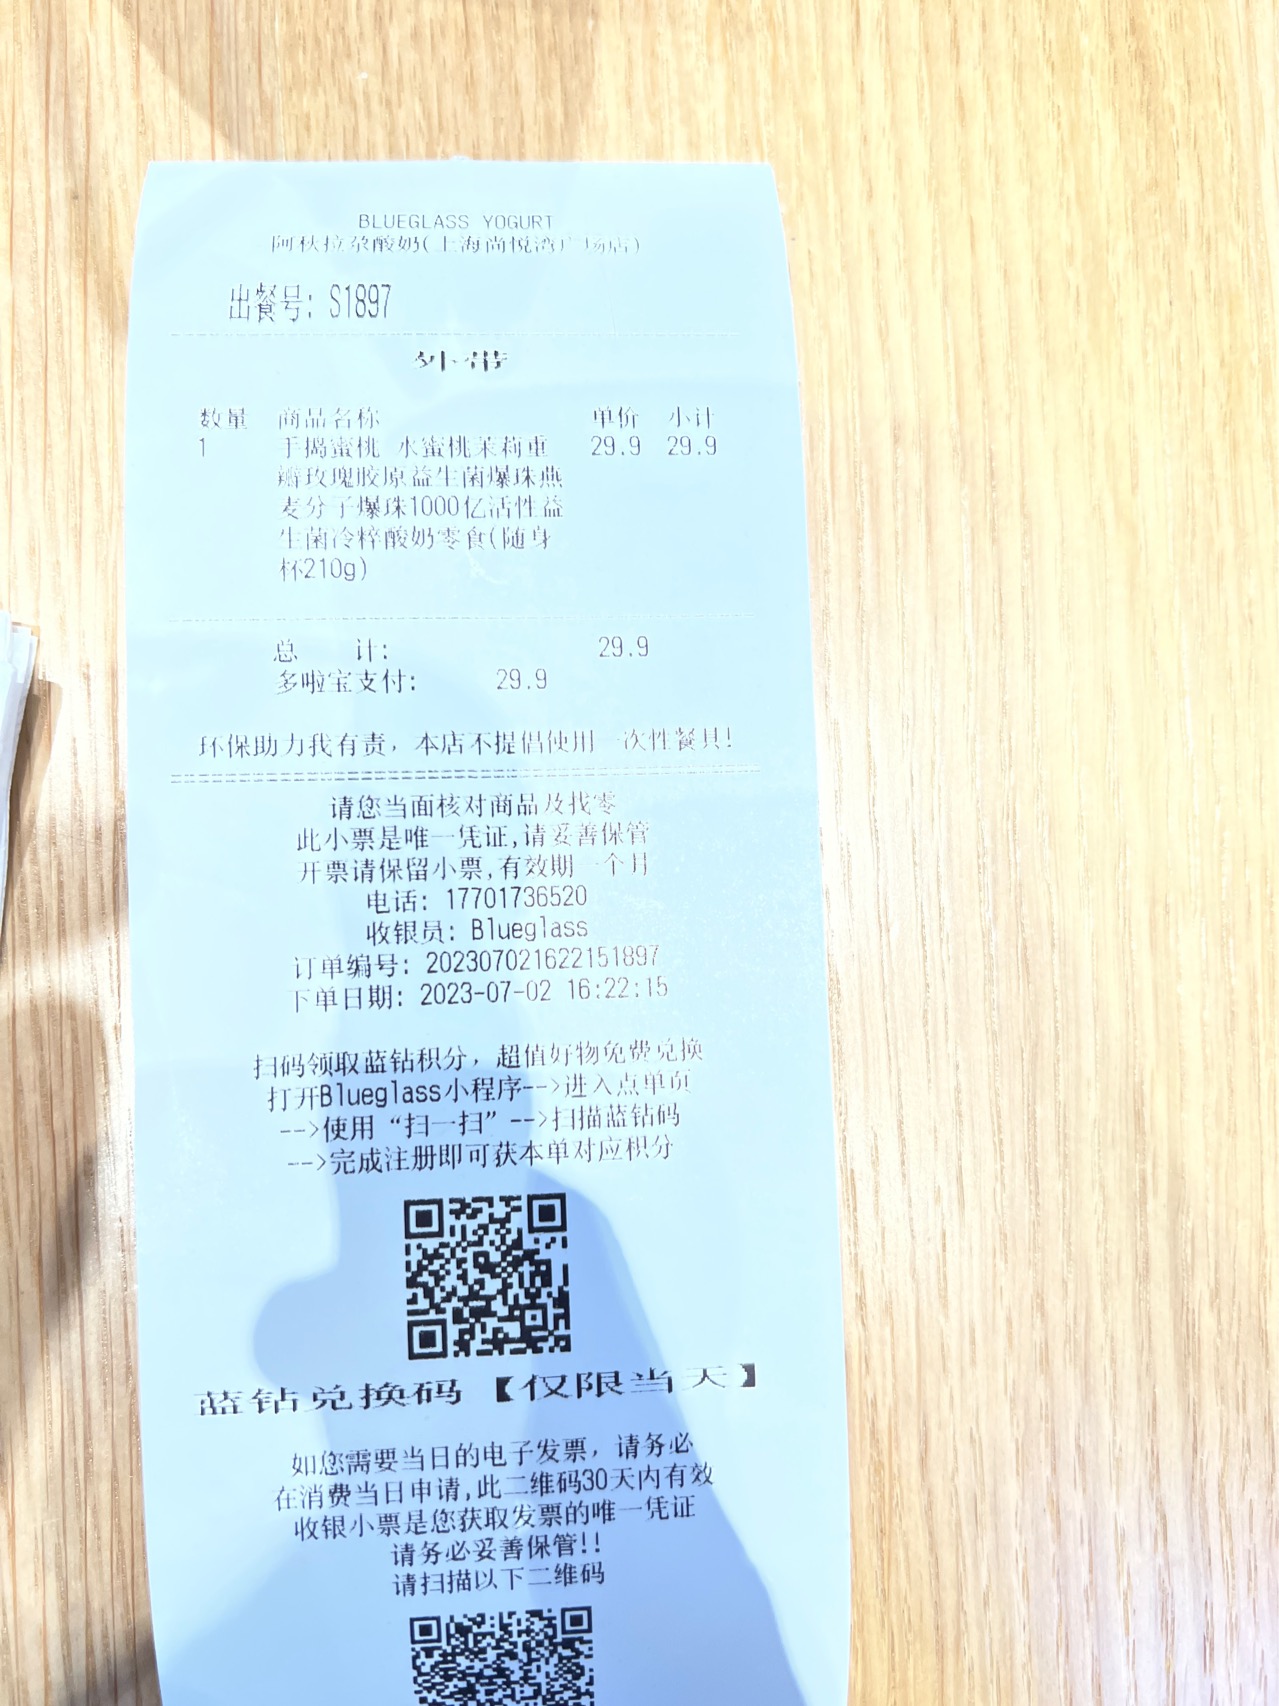 BLUEGLASS YOGURT
阿秋拉尕酸奶(上海尚悦湾广场店)
出餐号: S1897
外带
数量 商品名称 单价 小计
1 手捣蜜桃 水蜜桃茉莉重 29.9 29.9
瓣玫瑰胶原益生菌爆珠燕
麦分子爆珠1000亿活性益
生菌冷粹酸奶零食(随身
杯210g)
总 计: 29.9
多啦宝支付: 29.9
环保助力我有责, 本店不提倡使用一次性餐具!
请您当面核对商品及找零
此小票是唯一凭证,请妥善保管
开票请保留小票,有效期一个月
电话: 17701736520
收银员: Blueglass
订单编号: 202307021622151897
下单日期: 2023-07-02 16:22:15
扫码领取蓝钻积分, 超值好物免费兑换
打开Blueglass小程序-->进入点单页
-->使用“扫一扫”-->扫描蓝钻码
-->完成注册即可获本单对应积分
蓝钻兑换码【仅限当天】
如您需要当日的电子发票, 请务必
在消费当日申请,此二维码30天内有效
收银小票是您获取发票的唯一凭证
请务必妥善保管!!
请扫描以下二维码